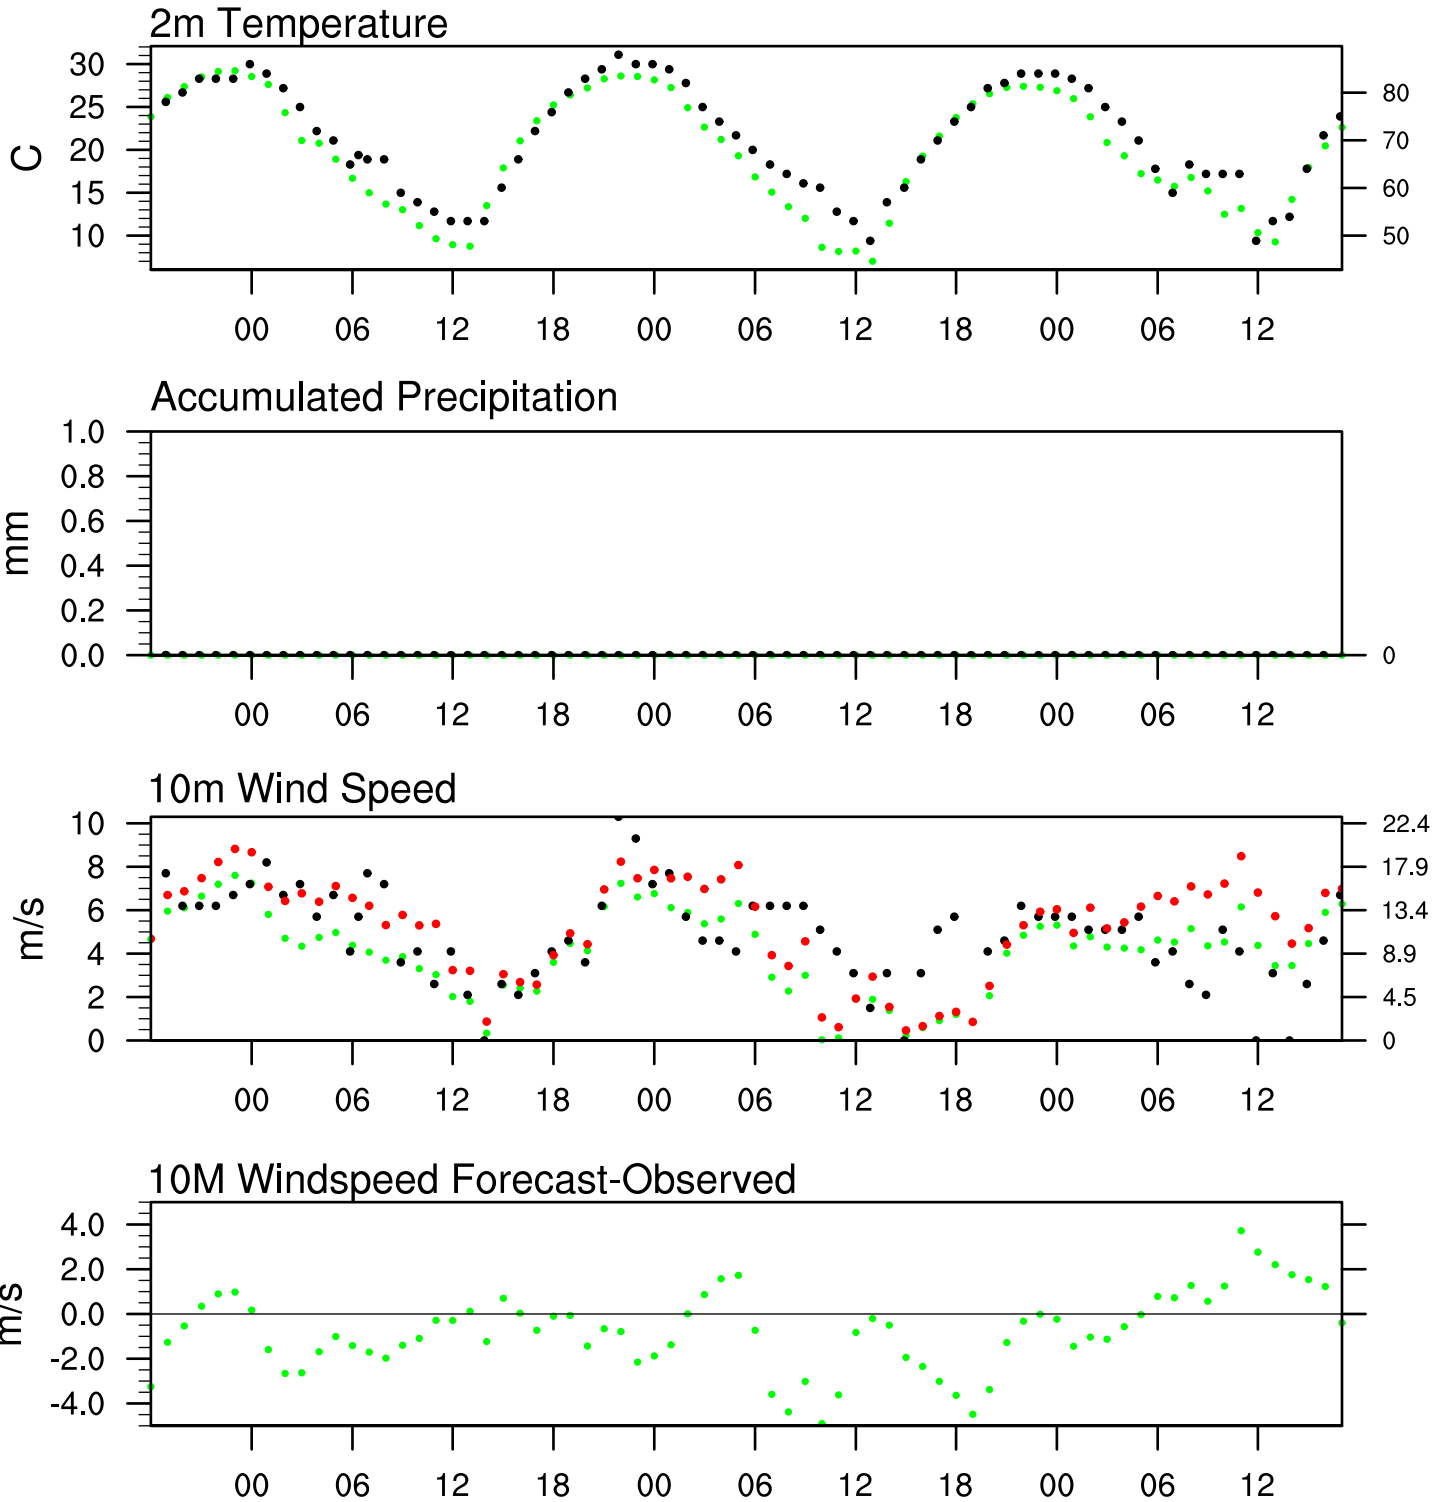 2m Temperature
30
25
20
15
10
C
80
70
60
50
00 06 12 18 00 06 12 18 00 06 12
Accumulated Precipitation
1.0
0.8
0.6
0.4
0.2
0.0
mm
0
00 06 12 18 00 06 12 18 00 06 12
10m Wind Speed
10
8
6
4
2
0
m/s
22.4
17.9
13.4
8.9
4.5
0
00 06 12 18 00 06 12 18 00 06 12
10M Windspeed Forecast-Observed
4.0
2.0
0.0
-2.0
-4.0
m/s
00 06 12 18 00 06 12 18 00 06 12